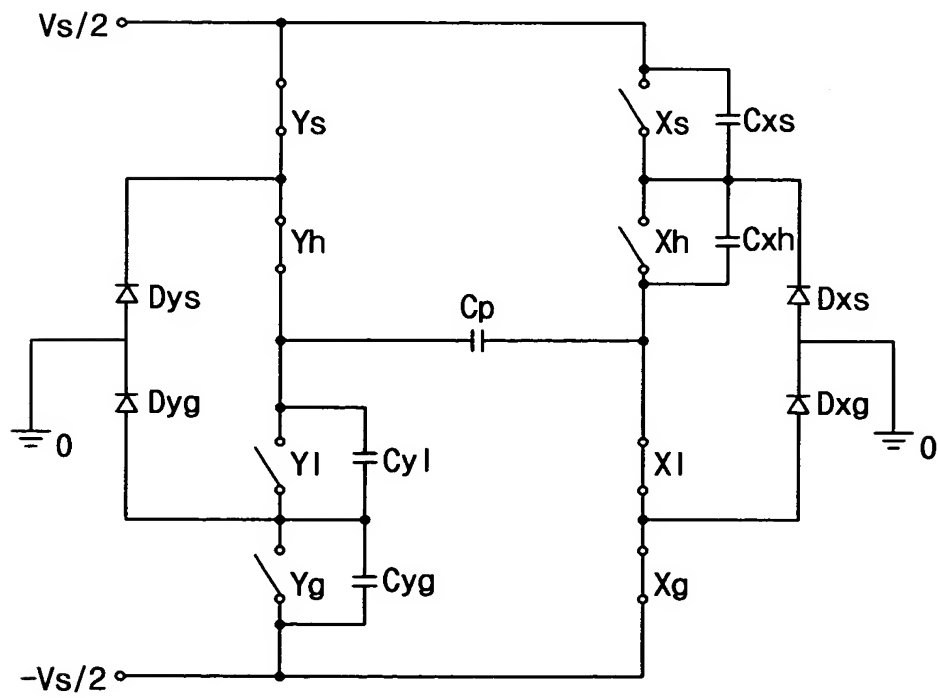 Vs/2
Ys
Xs
Cxs
Yh
Xh
Cxh
Dys
Cp
Dxs
Dyg
Dxg
0
0
Yl
Cyl
Xl
Yg
Cyg
Xg
-Vs/2